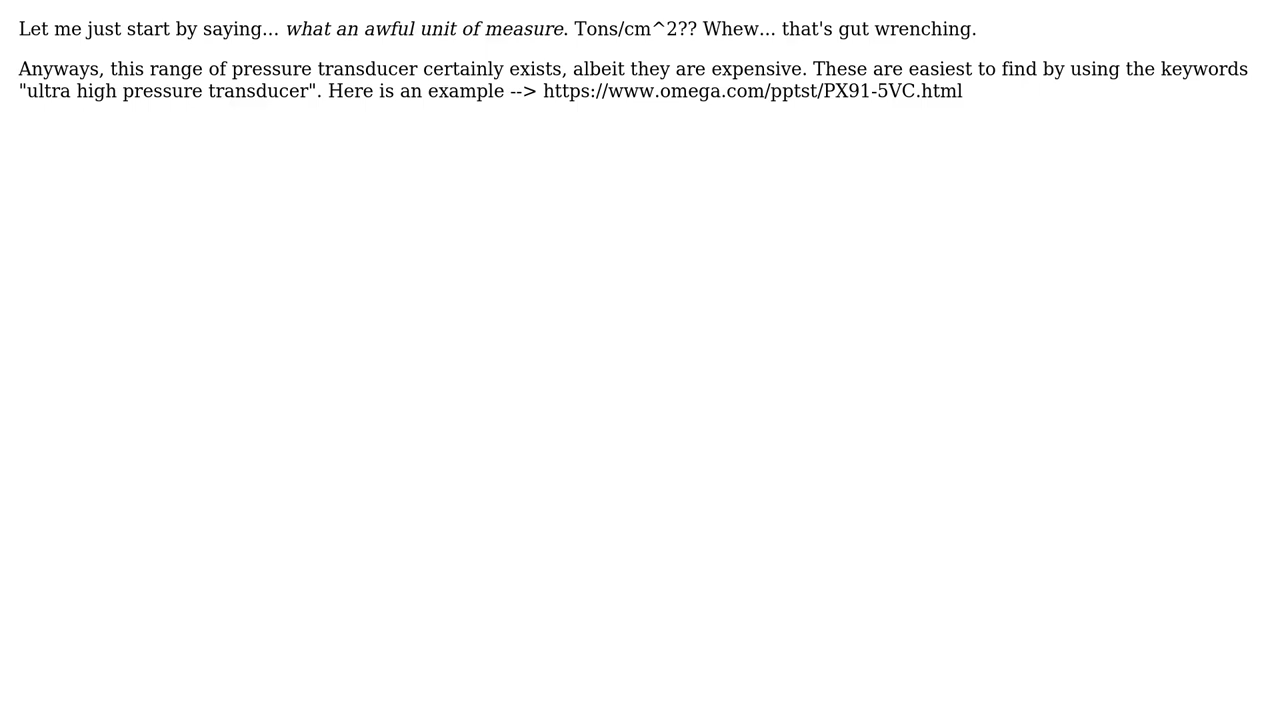 Let me just start by saying... what an awful unit of measure. Tons/cm^2?? Whew... that's gut wrenching.
Anyways, this range of pressure transducer certainly exists, albeit they are expensive. These are easiest to find by using the keywords
"ultra high pressure transducer". Here is an example --> https://www.omega.com/pptst/PX91-5VC.html